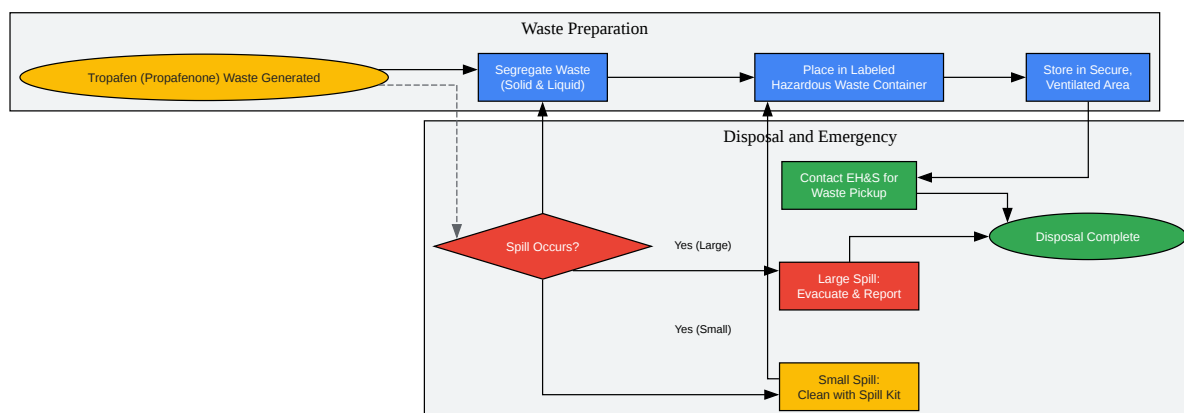 Waste Preparation
Tropafen (Propafenone) Waste Generated
Segregate Waste
(Solid & Liquid)
Place in Labeled
Hazardous Waste Container
Store in Secure,
Ventilated Area
Disposal and Emergency
Contact EH&S for
Waste Pickup
Spill Occurs?
Yes (Large)
Disposal Complete
Large Spill:
Evacuate & Report
Yes (Small)
Small Spill:
Clean with Spill Kit